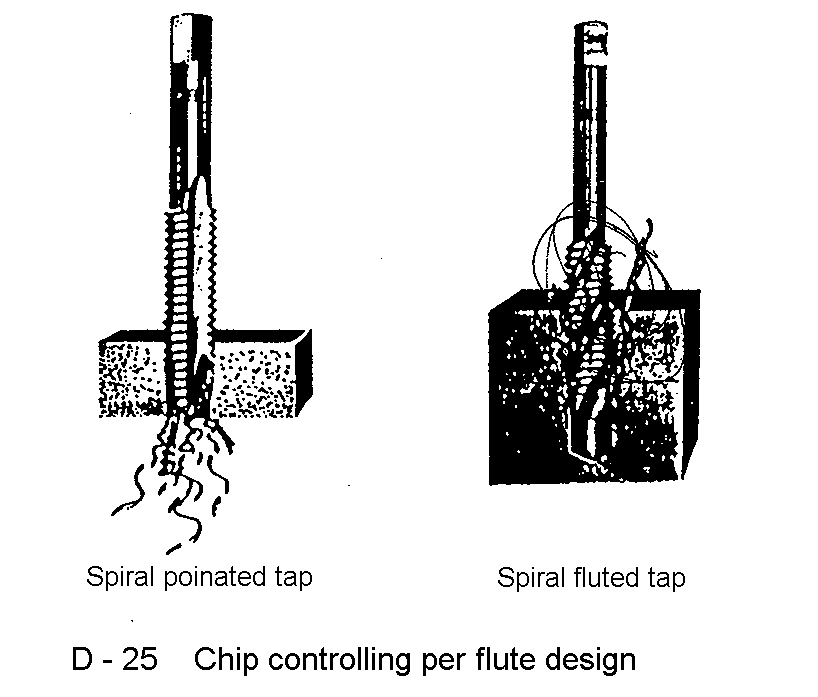 Spiral poinated tap
Spiral fluted tap
D - 25 Chip controlling per flute design